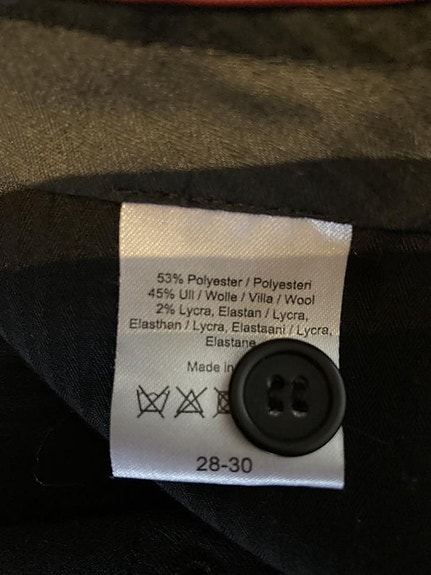 53% Polyester / Polyesteri
45% Ull / Wolle / Villa / Wool
2% Lycra, Elastan / Lycra,
Elasthan / Lycra, Elastaani / Lycra,
Elastane
Made in
28-30